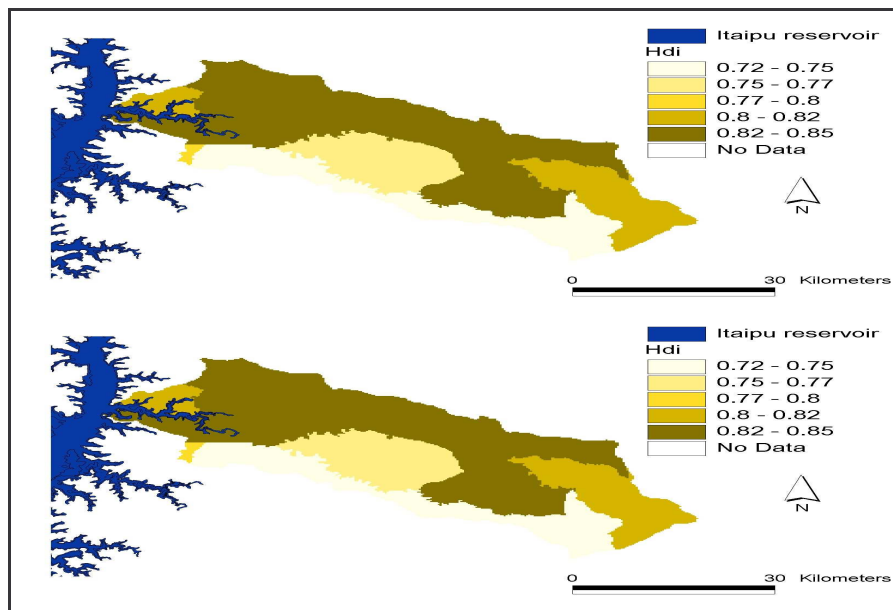 Itaipu reservoir
Hdi
0.72 - 0.75
0.75 - 0.77
0.77 - 0.8
0.8 - 0.82
0.82 - 0.85
No Data
N
0 30 Kilometers
Itaipu reservoir
Hdi
0.72 - 0.75
0.75 - 0.77
0.77 - 0.8
0.8 - 0.82
0.82 - 0.85
No Data
N
0 30 Kilometers